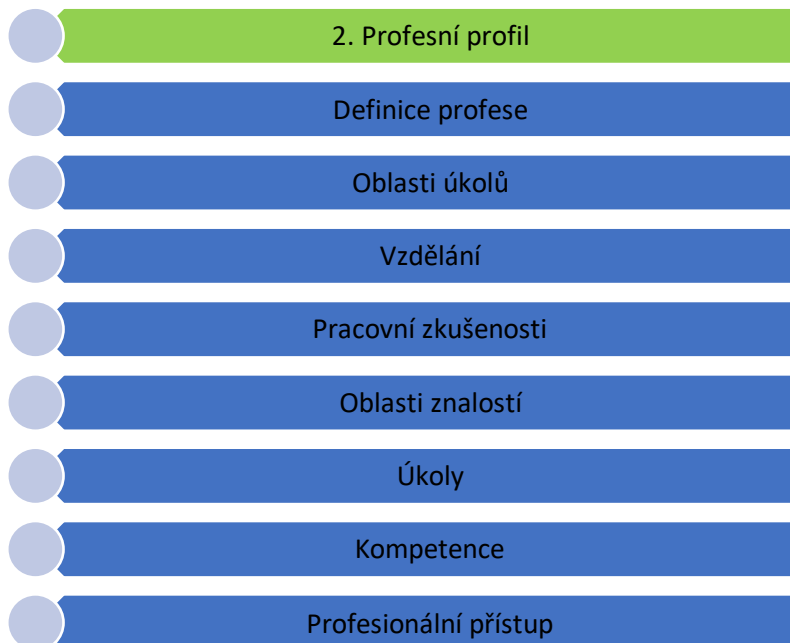 2. Profesní profil
Definice profese
Oblasti úkolů
Vzdělání
Pracovní zkušenosti
Oblasti znalostí
Úkoly
Kompetence
Profesionální přístup